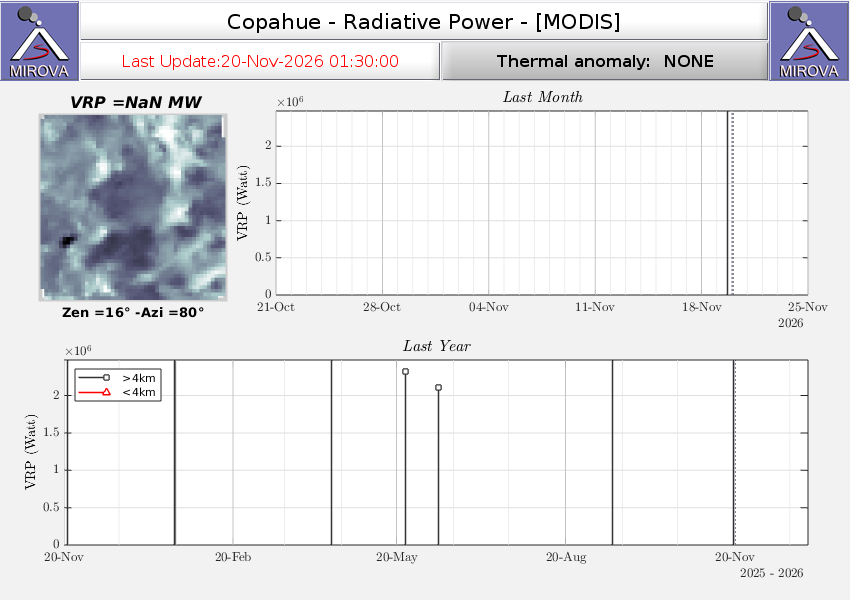 Copahue - Radiative Power - [MODIS]
MIROVA
MIROVA
Last Update:20-Nov-2026 01:30:00
Thermal anomaly: NONE
VRP =NaN MW
Zen =16° -Azi =80°
Last Month
×10⁶
VRP (Watt)
2
1.5
1
0.5
0
21-Oct
28-Oct
04-Nov
11-Nov
18-Nov
25-Nov
2026
Last Year
×10⁶
VRP (Watt)
>4km
<4km
2
1.5
1
0.5
0
20-Nov
20-Feb
20-May
20-Aug
20-Nov
2025 - 2026